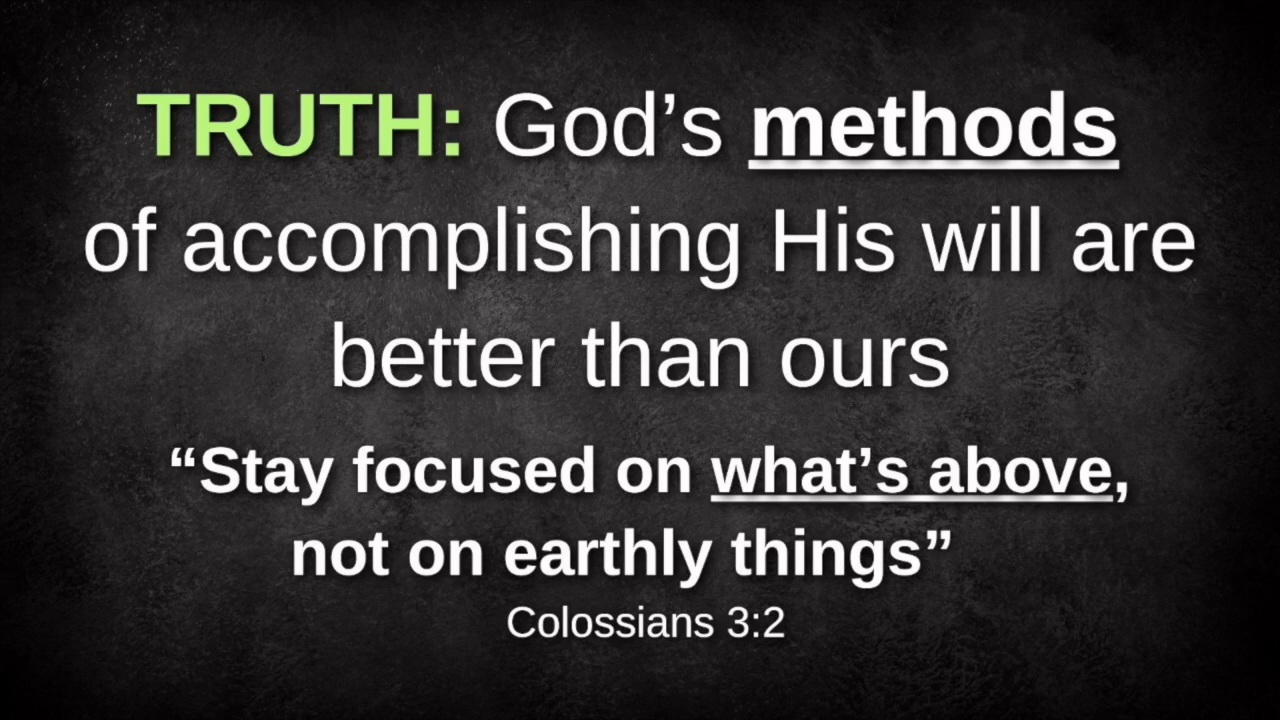 TRUTH: God’s methods
of accomplishing His will are
better than ours
“Stay focused on what’s above,
not on earthly things”
Colossians 3:2